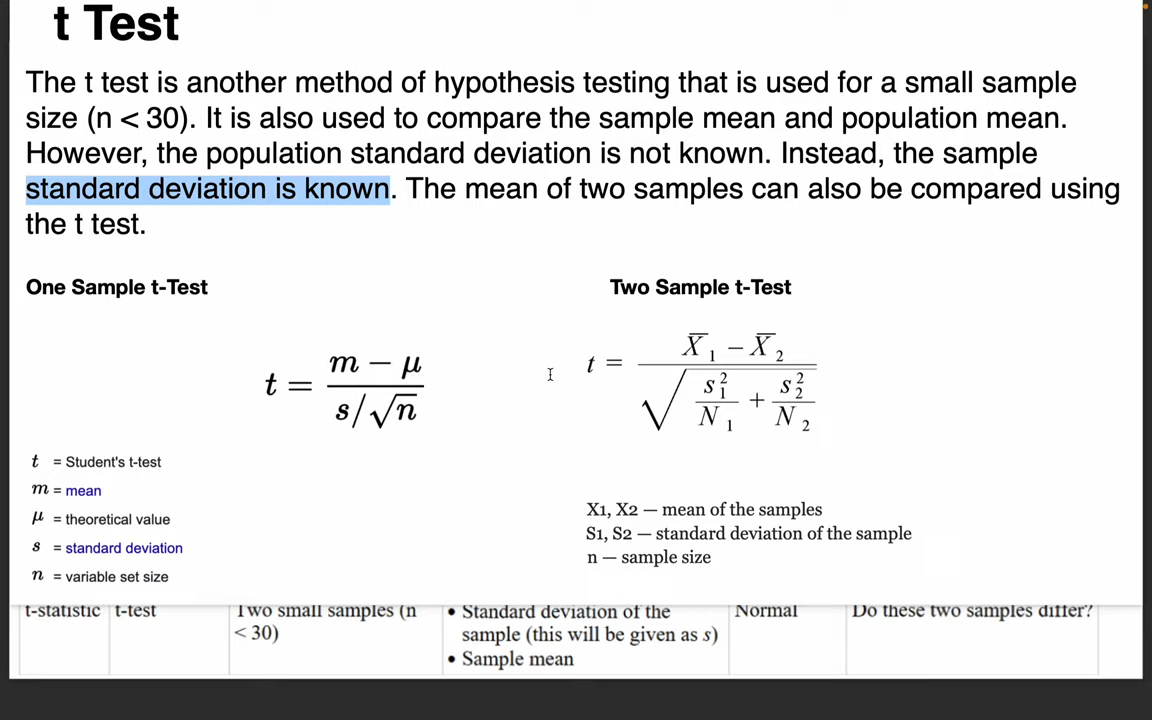 t Test
The t test is another method of hypothesis testing that is used for a small sample
size (n < 30). It is also used to compare the sample mean and population mean.
However, the population standard deviation is not known. Instead, the sample
standard deviation is known. The mean of two samples can also be compared using
the t test.
One Sample t-Test
t = m − μ / s/√n
t = Student's t-test
m = mean
μ = theoretical value
s = standard deviation
n = variable set size
Two Sample t-Test
t = X̅₁ − X̅₂ / √(s₁²/N₁ + s₂²/N₂)
X1, X2 — mean of the samples
S1, S2 — standard deviation of the sample
n — sample size
t-statistic t-test Two small samples (n • Standard deviation of the Normal Do these two samples differ?
< 30) sample (this will be given as s)
• Sample mean